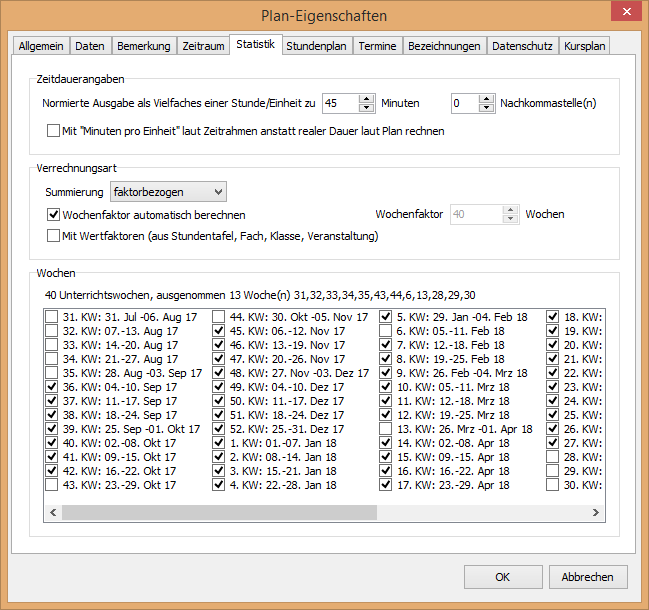 Plan-Eigenschaften
Allgemein Daten Bemerkung Zeitraum Statistik Stundenplan Termine Bezeichnungen Datenschutz Kursplan
Zeitdauerangaben
Normierte Ausgabe als Vielfaches einer Stunde/Einheit zu 45 Minuten 0 Nachkommastelle(n)
Mit "Minuten pro Einheit" laut Zeitrahmen anstatt realer Dauer laut Plan rechnen
Verrechnungsart
Summierung faktorbezogen
Wochenfaktor automatisch berechnen Wochenfaktor 40 Wochen
Mit Wertfaktoren (aus Stundentafel, Fach, Klasse, Veranstaltung)
Wochen
40 Unterrichtswochen, ausgenommen 13 Woche(n) 31,32,33,34,35,43,44,6,13,28,29,30
31. KW: 31. Jul -06. Aug 17
32. KW: 07.-13. Aug 17
33. KW: 14.-20. Aug 17
34. KW: 21.-27. Aug 17
35. KW: 28. Aug -03. Sep 17
36. KW: 04.-10. Sep 17
37. KW: 11.-17. Sep 17
38. KW: 18.-24. Sep 17
39. KW: 25. Sep -01. Okt 17
40. KW: 02.-08. Okt 17
41. KW: 09.-15. Okt 17
42. KW: 16.-22. Okt 17
43. KW: 23.-29. Okt 17
44. KW: 30. Okt -05. Nov 17
45. KW: 06.-12. Nov 17
46. KW: 13.-19. Nov 17
47. KW: 20.-26. Nov 17
48. KW: 27. Nov -03. Dez 17
49. KW: 04.-10. Dez 17
50. KW: 11.-17. Dez 17
51. KW: 18.-24. Dez 17
52. KW: 25.-31. Dez 17
1. KW: 01.-07. Jan 18
2. KW: 08.-14. Jan 18
3. KW: 15.-21. Jan 18
4. KW: 22.-28. Jan 18
5. KW: 29. Jan -04. Feb 18
6. KW: 05.-11. Feb 18
7. KW: 12.-18. Feb 18
8. KW: 19.-25. Feb 18
9. KW: 26. Feb -04. Mrz 18
10. KW: 05.-11. Mrz 18
11. KW: 12.-18. Mrz 18
12. KW: 19.-25. Mrz 18
13. KW: 26. Mrz -01. Apr 18
14. KW: 02.-08. Apr 18
15. KW: 09.-15. Apr 18
16. KW: 16.-22. Apr 18
17. KW: 23.-29. Apr 18
18. KW:
19. KW:
20. KW:
21. KW:
22. KW:
23. KW:
24. KW:
25. KW:
26. KW:
27. KW:
28. KW:
29. KW:
30. KW:
OK Abbrechen